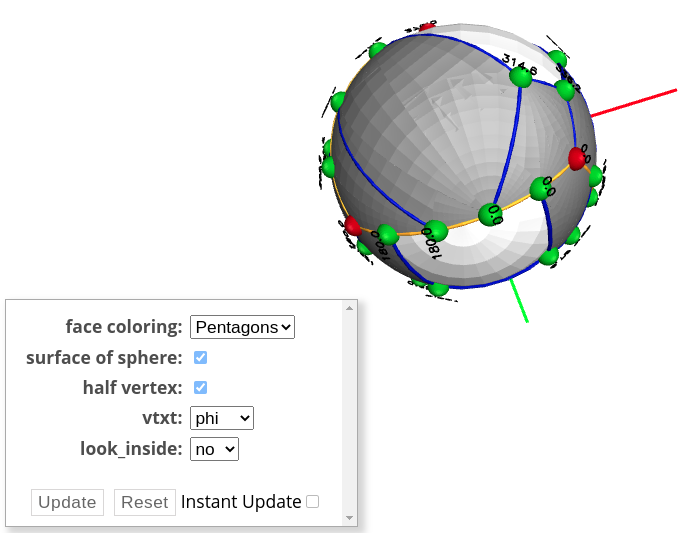 314.6
0.0
0.0
0.0
180.0
180.0
face coloring: Pentagons
surface of sphere:
half vertex:
vtxt: phi
look_inside: no
Update Reset Instant Update